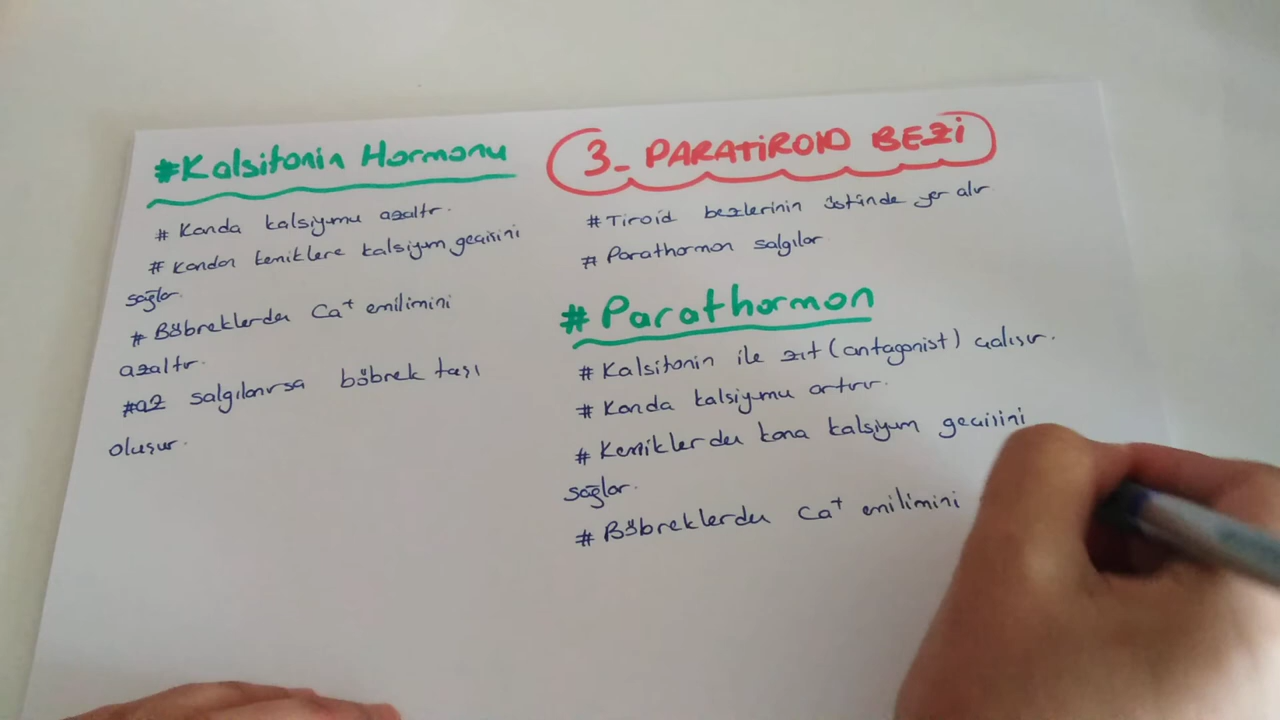 #Kalsitonin Hormonu
# Kanda kalsiyumu azaltır.
# Kandan kemiklere kalsiyum geçişini
sağlar.
# Böbreklerden Ca+ emilimini
azaltır.
#az salgılanırsa böbrek taşı
oluşur.
3_ PARATİROİD BEZİ
#Tiroid bezlerinin üstünde yer alır
# Parathormon salgılar
#Parathormon
# Kalsitonin ile zıt (antagonist) çalışır.
# Kanda kalsiyumu artırır.
# Kemiklerden kana kalsiyum geçişini
sağlar.
# Böbreklerden Ca+ emilimini